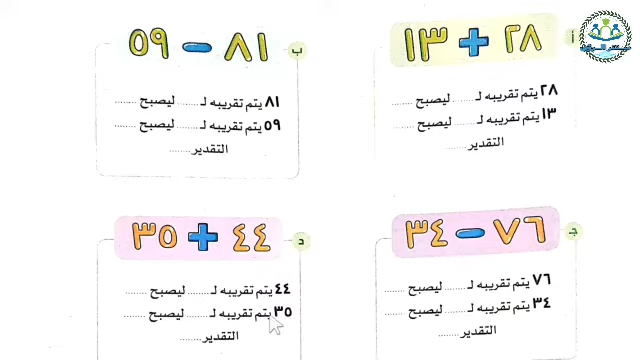 أ
٢٨ + ١٣
٢٨ يتم تقريبه لـ ........ ليصبح ........
١٣ يتم تقريبه لـ ........ ليصبح ........
التقدير ........
ب
٨١ - ٥٩
٨١ يتم تقريبه لـ ........ ليصبح ........
٥٩ يتم تقريبه لـ ........ ليصبح ........
التقدير ........
جـ
٧٦ - ٣٤
٧٦ يتم تقريبه لـ ........ ليصبح ........
٣٤ يتم تقريبه لـ ........ ليصبح ........
التقدير ........
د
٤٤ + ٣٥
٤٤ يتم تقريبه لـ ........ ليصبح ........
٣٥ يتم تقريبه لـ ........ ليصبح ........
التقدير ........